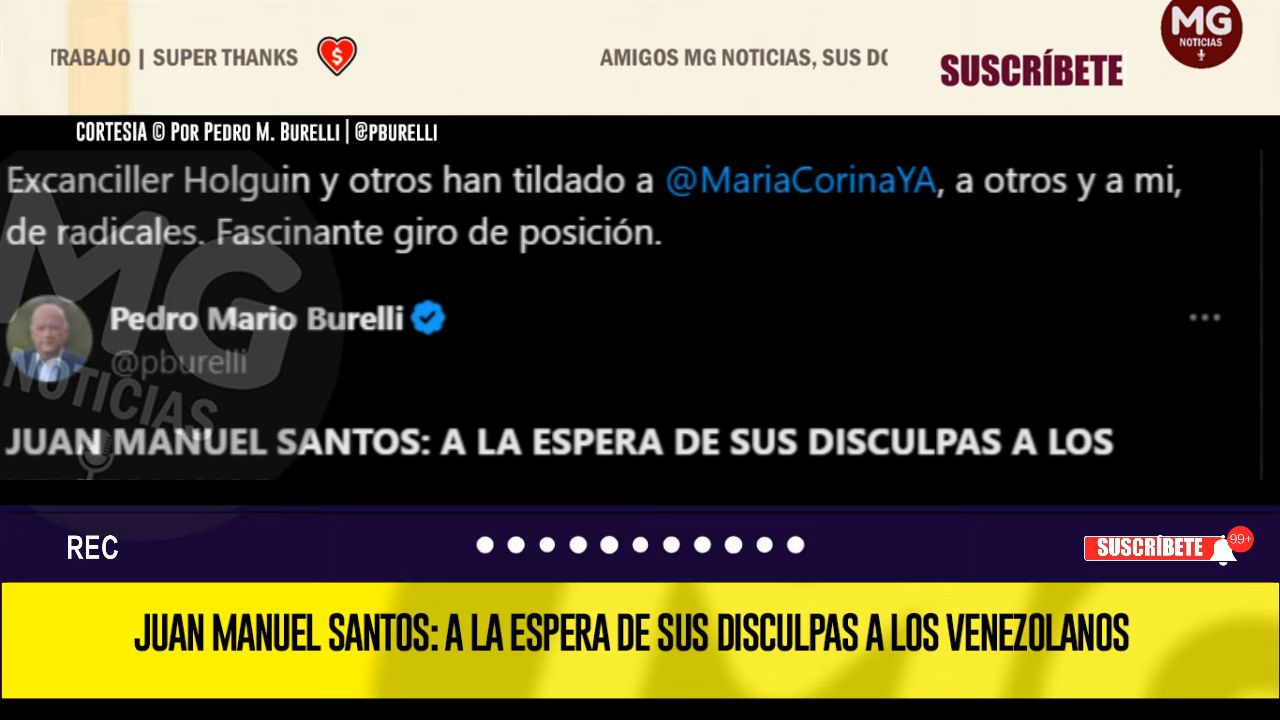 TRABAJO | SUPER THANKS
AMIGOS MG NOTICIAS, SUS DO
SUSCRÍBETE
MG
NOTICIAS
CORTESIA © Por Pedro M. Burelli | @PBURELLI
Excanciller Holguin y otros han tildado a @MariaCorinaYA, a otros y a mi,
de radicales. Fascinante giro de posición.
MG
NOTICIAS
Pedro Mario Burelli
@pburelli
JUAN MANUEL SANTOS: A LA ESPERA DE SUS DISCULPAS A LOS
REC
SUSCRÍBETE
99+
JUAN MANUEL SANTOS: A LA ESPERA DE SUS DISCULPAS A LOS VENEZOLANOS